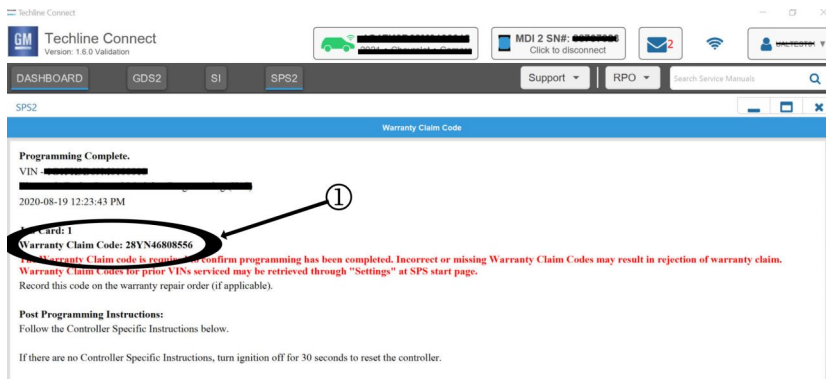 Techline Connect
GM
Techline Connect
Version: 1.6.0 Validation
MDI 2 SN#:
Click to disconnect
2
DASHBOARD GDS2 SI SPS2 Support RPO Search Service Manuals
SPS2
Warranty Claim Code
Programming Complete.
VIN -
2020-08-19 12:23:43 PM
1
Card: 1
Warranty Claim Code: 28YN46808556
The Warranty Claim code is required to confirm programming has been completed. Incorrect or missing Warranty Claim Codes may result in rejection of warranty claim.
Warranty Claim Codes for prior VINs serviced may be retrieved through "Settings" at SPS start page.
Record this code on the warranty repair order (if applicable).
Post Programming Instructions:
Follow the Controller Specific Instructions below.
If there are no Controller Specific Instructions, turn ignition off for 30 seconds to reset the controller.